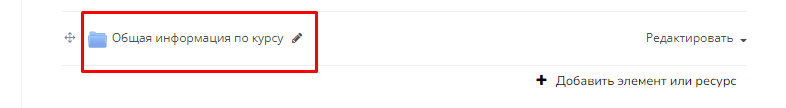 Общая информация по курсу Редактировать
Добавить элемент или ресурс